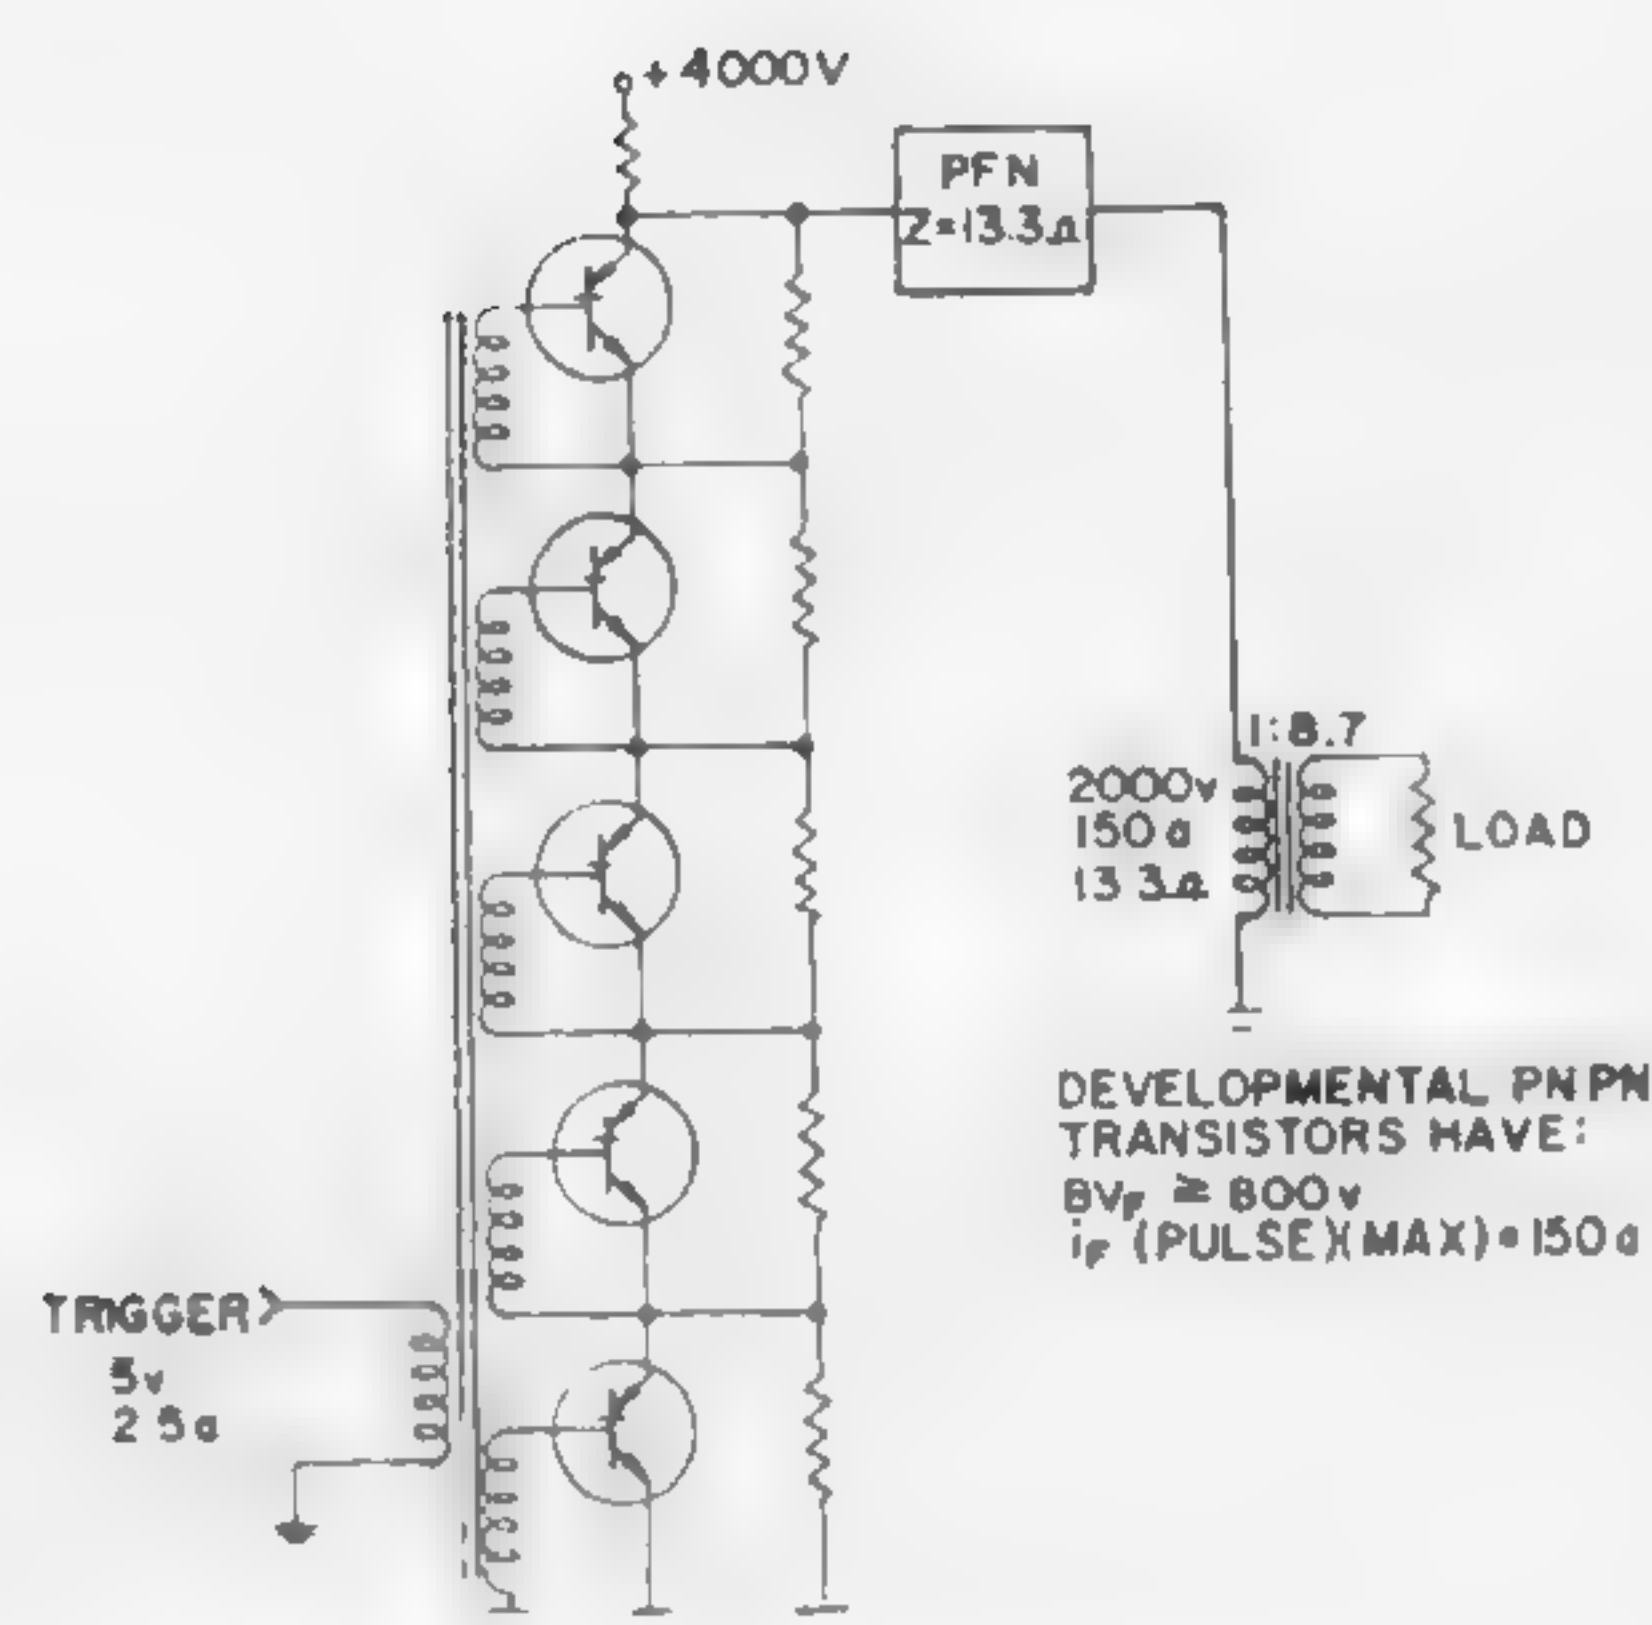 + 4000V
PFN
Z=13.3Ω
1:8.7
2000v
150a
13 3Ω
LOAD
DEVELOPMENTAL PNPN
TRANSISTORS HAVE:
BVF ≥ 800v
iF (PULSE)(MAX)=150a
TRIGGER
5v
2 5a